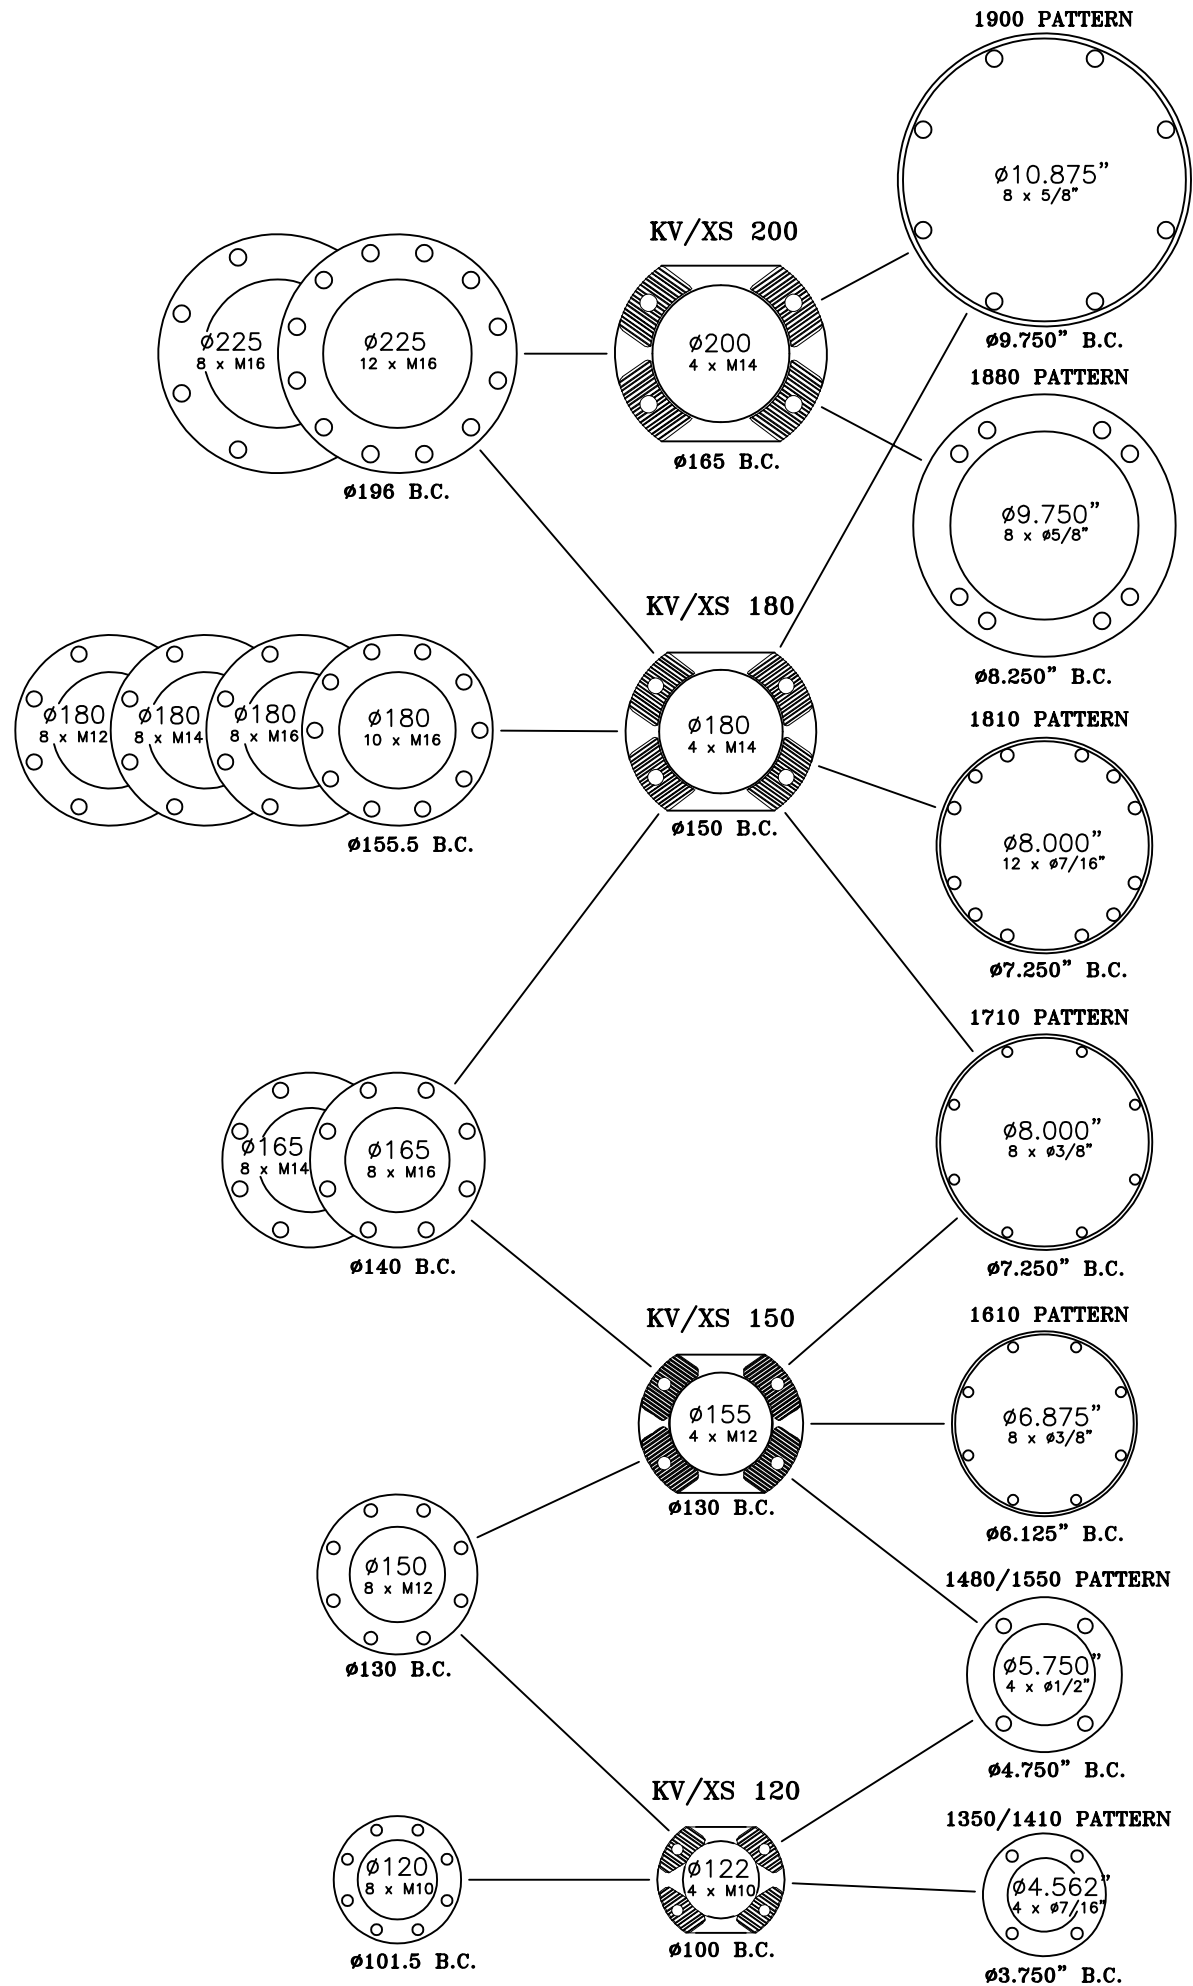 1900 PATTERN
ø10.875”
8 x 5/8”
ø9.750” B.C.
KV/XS 200
ø225
8 x M16
ø225
12 x M16
ø196 B.C.
ø200
4 x M14
ø165 B.C.
1880 PATTERN
ø9.750”
8 x ø5/8”
ø8.250” B.C.
KV/XS 180
ø180
8 x M12
ø180
8 x M14
ø180
8 x M16
ø180
10 x M16
ø155.5 B.C.
ø180
4 x M14
ø150 B.C.
1810 PATTERN
ø8.000”
12 x ø7/16”
ø7.250” B.C.
1710 PATTERN
ø8.000”
8 x ø3/8”
ø7.250” B.C.
ø165
8 x M14
ø165
8 x M16
ø140 B.C.
KV/XS 150
ø155
4 x M12
ø130 B.C.
1610 PATTERN
ø6.875”
8 x ø3/8”
ø6.125” B.C.
ø150
8 x M12
ø130 B.C.
1480/1550 PATTERN
ø5.750”
4 x ø1/2”
ø4.750” B.C.
KV/XS 120
ø120
8 x M10
ø101.5 B.C.
ø122
4 x M10
ø100 B.C.
1350/1410 PATTERN
ø4.562”
4 x ø7/16”
ø3.750” B.C.